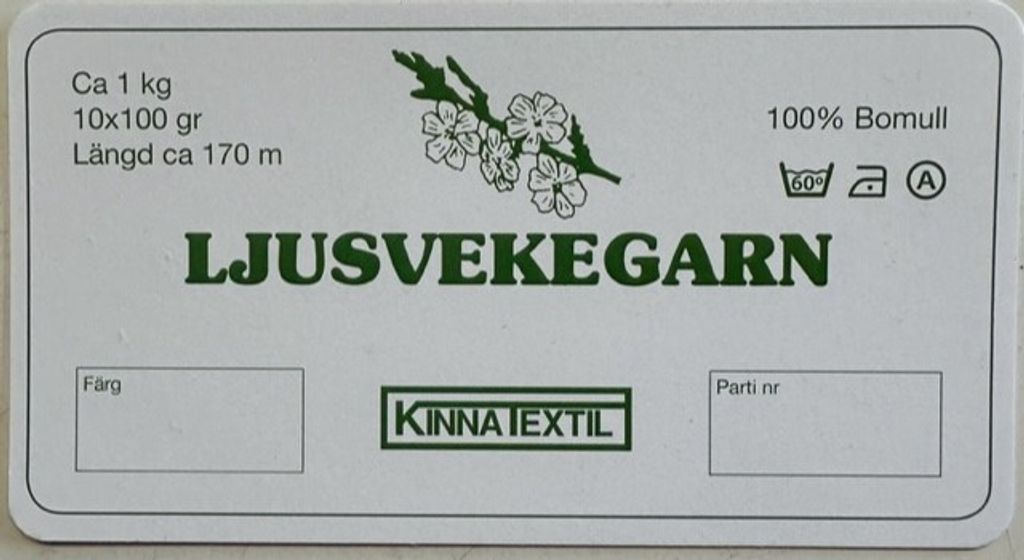 Ca 1 kg
10x100 gr
Längd ca 170 m
100% Bomull
60°
A
LJUSVEKEGARN
Färg
KINNATEXTIL
Parti nr